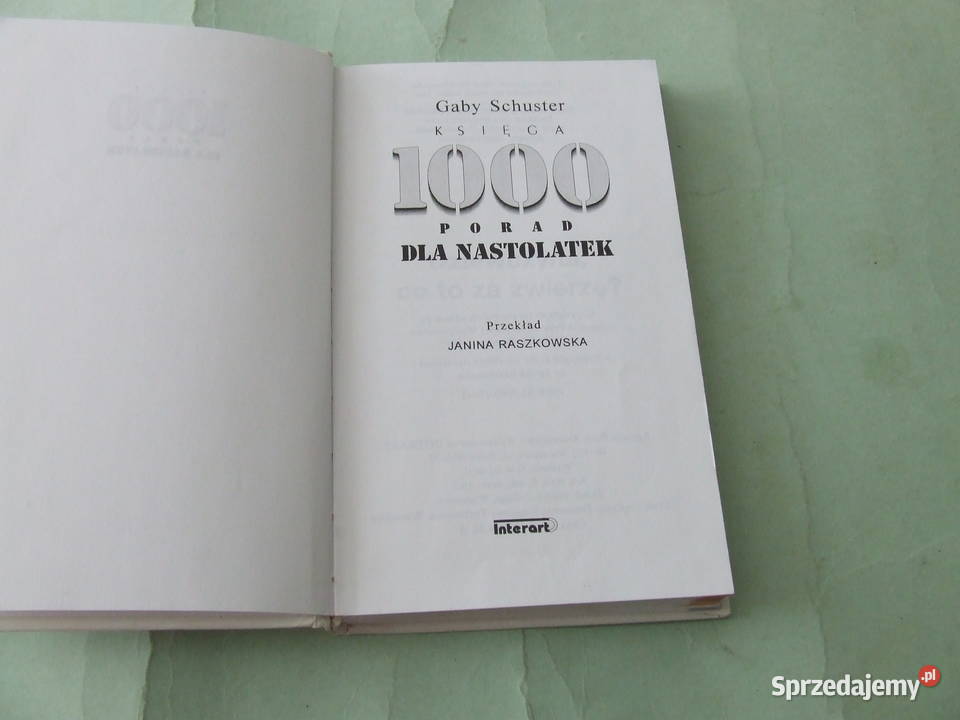 Gaby Schuster
KSIĘGA
1000
PORAD
DLA NASTOLATEK
Przekład
JANINA RASZKOWSKA
interart
Sprzedajemy.pl